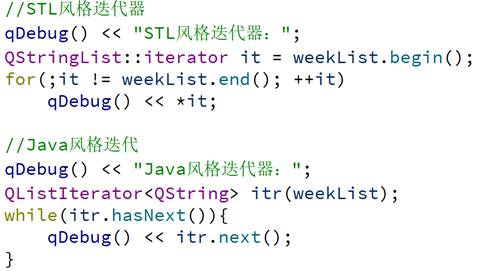 //STL风格迭代器
qDebug() << "STL风格迭代器：";
QStringList::iterator it = weekList.begin();
for(;it != weekList.end(); ++it)
    qDebug() << *it;

//Java风格迭代
qDebug() << "Java风格迭代器：";
QListIterator<QString> itr(weekList);
while(itr.hasNext()){
    qDebug() << itr.next();
}